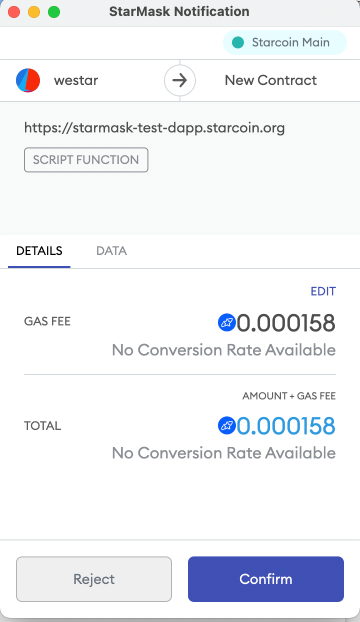 StarMask Notification
Starcoin Main
westar
New Contract
https://starmask-test-dapp.starcoin.org
SCRIPT FUNCTION
DETAILS
DATA
EDIT
GAS FEE
0.000158
No Conversion Rate Available
AMOUNT + GAS FEE
TOTAL
0.000158
No Conversion Rate Available
Reject
Confirm